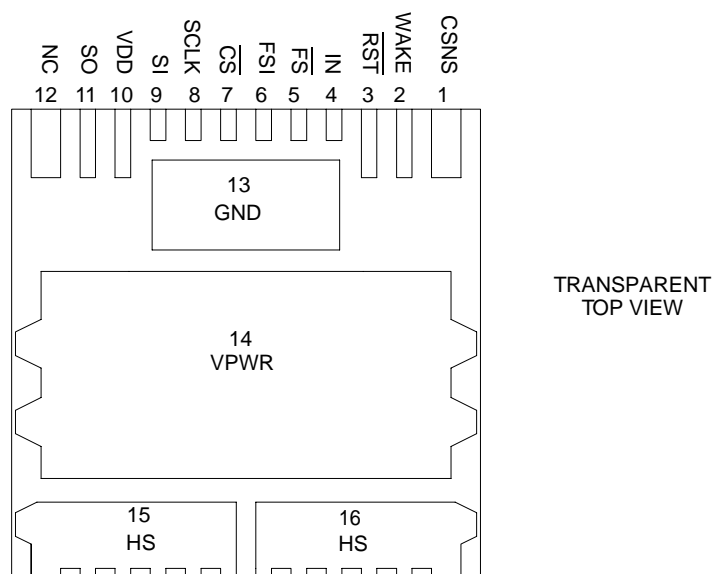 NC SO VDD SI SCLK CS FSI FS IN RST WAKE CSNS
12 11 10 9 8 7 6 5 4 3 2 1
13
GND
TRANSPARENT
TOP VIEW
14
VPWR
15
HS
16
HS